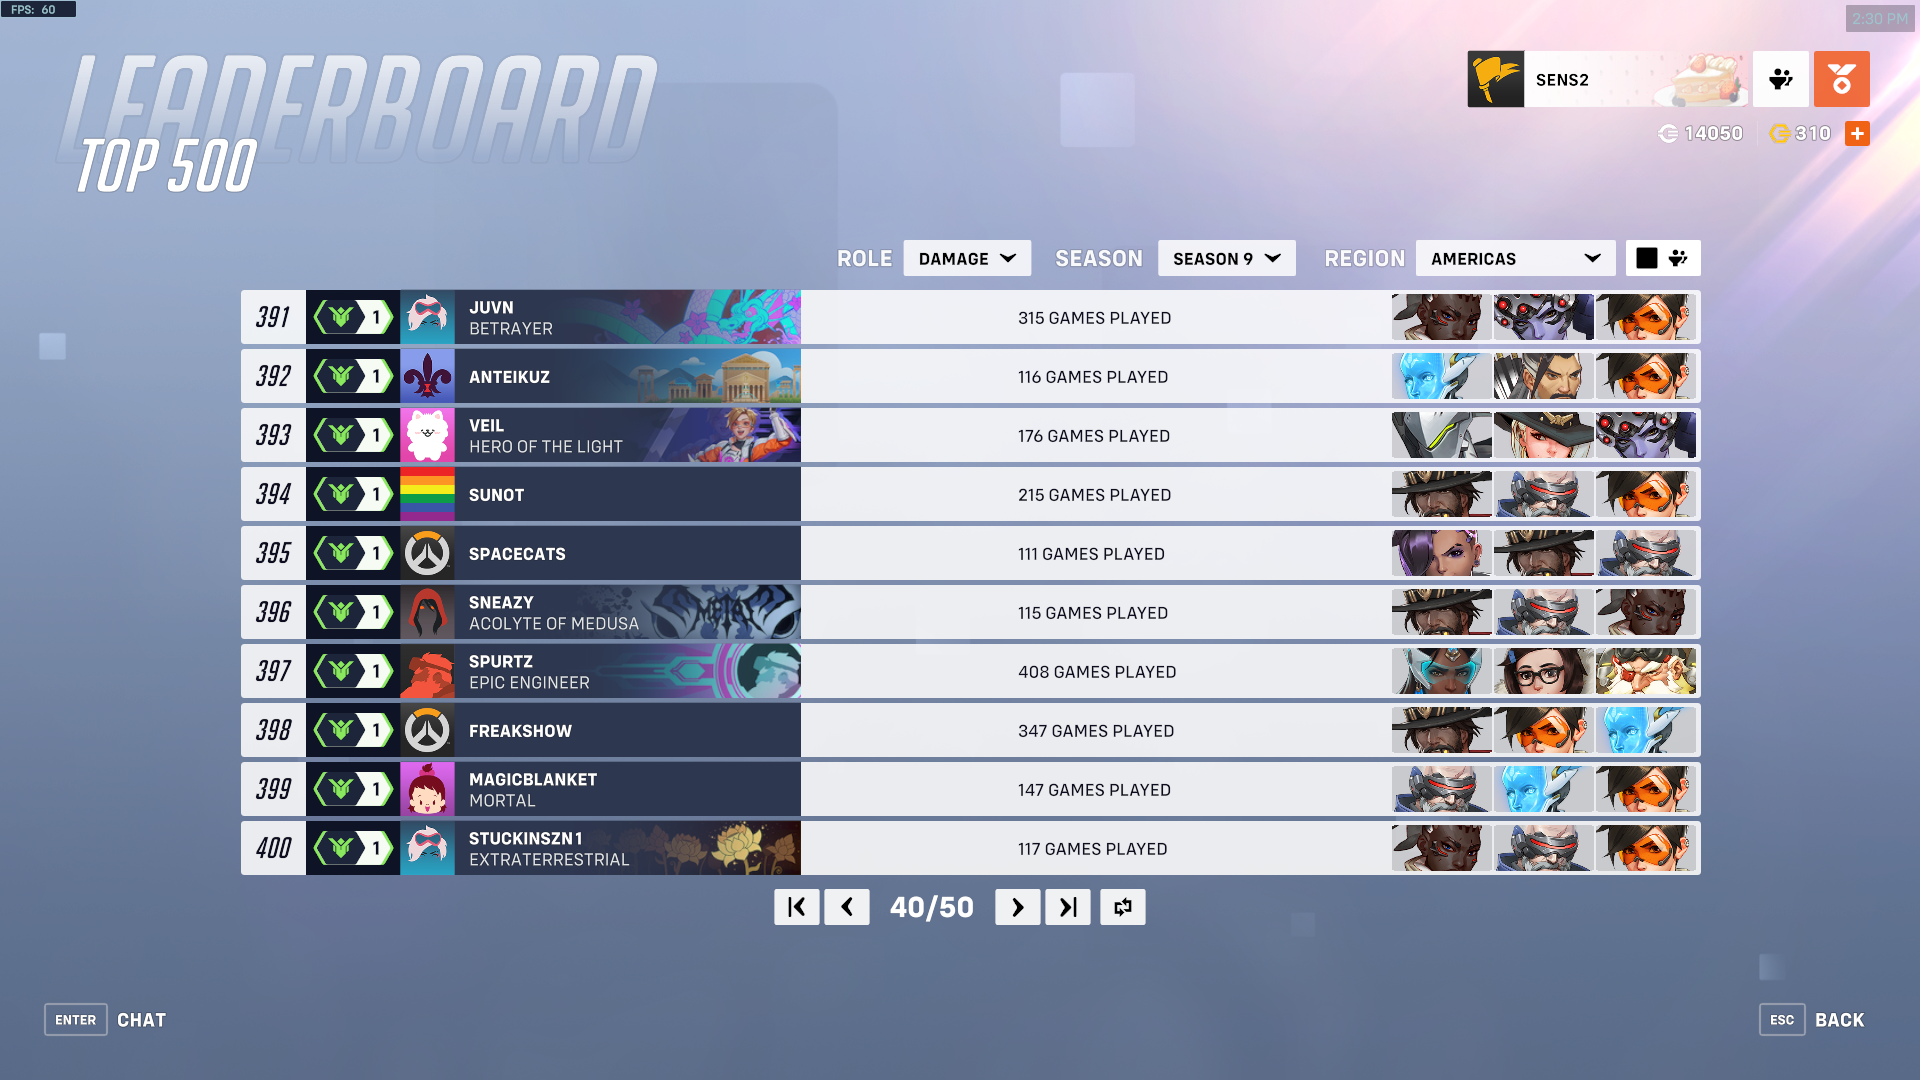 FPS: 60
2:30 PM
LEADERBOARD
TOP 500
SENS2
14050
310
ROLE DAMAGE SEASON SEASON 9 REGION AMERICAS
391 1 JUVN
BETRAYER
315 GAMES PLAYED
392 1 ANTEIKUZ 116 GAMES PLAYED
393 1 VEIL
HERO OF THE LIGHT
176 GAMES PLAYED
394 1 SUNOT 215 GAMES PLAYED
395 1 SPACECATS 111 GAMES PLAYED
396 1 SNEAZY
ACOLYTE OF MEDUSA
METAL
115 GAMES PLAYED
397 1 SPURTZ
EPIC ENGINEER
408 GAMES PLAYED
398 1 FREAKSHOW 347 GAMES PLAYED
399 1 MAGICBLANKET
MORTAL
147 GAMES PLAYED
400 1 STUCKINSZN1
EXTRATERRESTRIAL
117 GAMES PLAYED
40/50
ENTER CHAT
ESC BACK